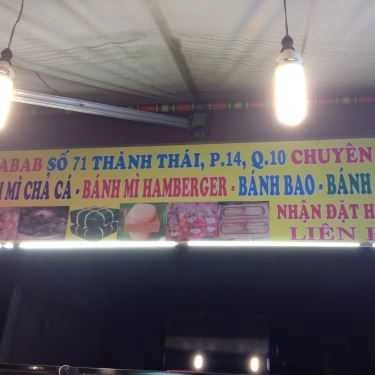 ABAB SỐ 71 THÀNH THÁI, P.14, Q.10 CHUYÊN
MÌ CHẢ CÁ - BÁNH MÌ HAMBERGER - BÁNH BAO - BÁNH
NHẬN ĐẶT H
LIÊN